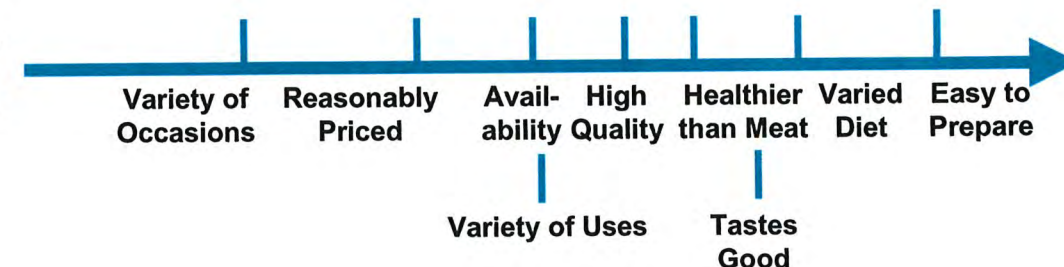 Variety of
Occasions
Reasonably
Priced
Avail-
ability
High
Quality
Healthier
than Meat
Varied
Diet
Easy to
Prepare
Variety of Uses
Tastes
Good